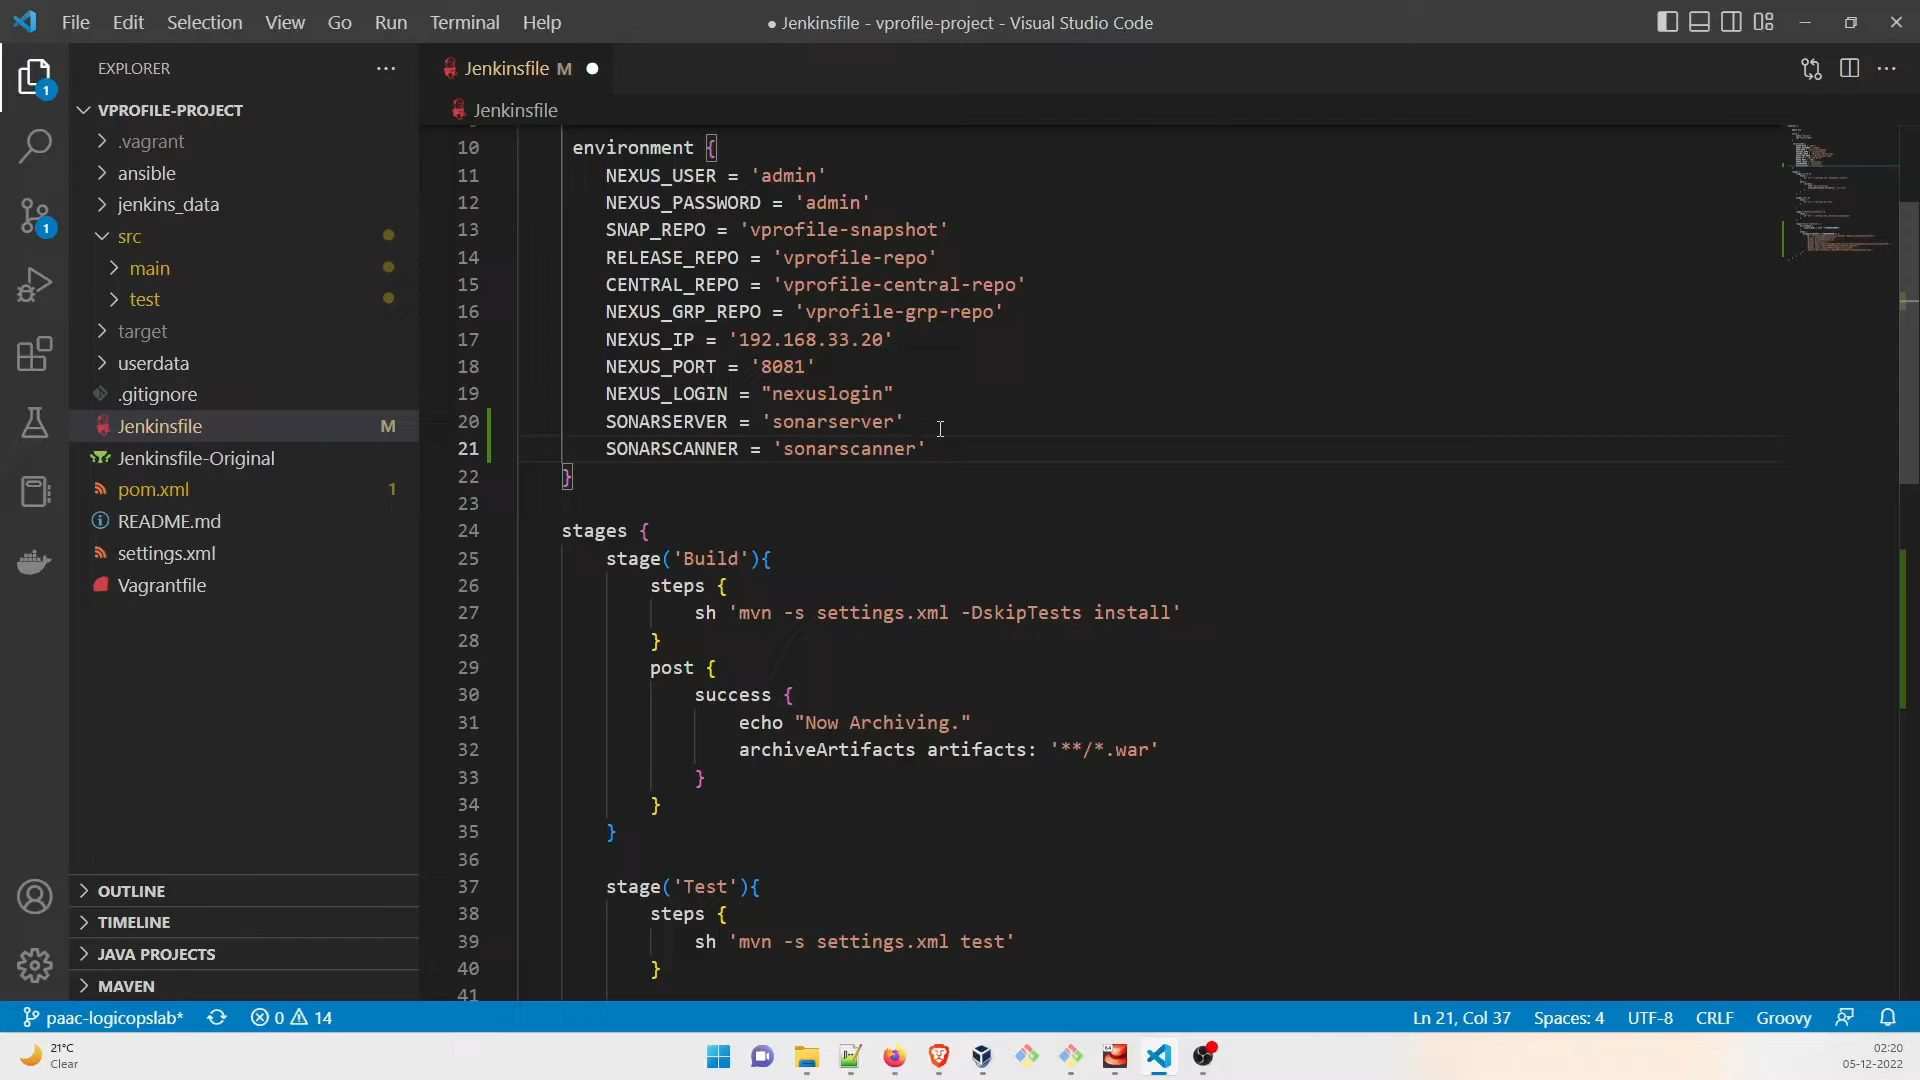 File Edit Selection View Go Run Terminal Help
● Jenkinsfile - vprofile-project - Visual Studio Code
EXPLORER
Jenkinsfile M
1
VPROFILE-PROJECT
Jenkinsfile
.vagrant
ansible
jenkins_data
1
src
main
test
target
userdata
.gitignore
Jenkinsfile M
Jenkinsfile-Original
pom.xml 1
README.md
settings.xml
Vagrantfile
OUTLINE
TIMELINE
JAVA PROJECTS
MAVEN
10 environment {
11 NEXUS_USER = 'admin'
12 NEXUS_PASSWORD = 'admin'
13 SNAP_REPO = 'vprofile-snapshot'
14 RELEASE_REPO = 'vprofile-repo'
15 CENTRAL_REPO = 'vprofile-central-repo'
16 NEXUS_GRP_REPO = 'vprofile-grp-repo'
17 NEXUS_IP = '192.168.33.20'
18 NEXUS_PORT = '8081'
19 NEXUS_LOGIN = "nexuslogin"
20 SONARSERVER = 'sonarserver'
21 SONARSCANNER = 'sonarscanner'
22 }
23
24 stages {
25 stage('Build'){
26 steps {
27 sh 'mvn -s settings.xml -DskipTests install'
28 }
29 post {
30 success {
31 echo "Now Archiving."
32 archiveArtifacts artifacts: '**/*.war'
33 }
34 }
35 }
36
37 stage('Test'){
38 steps {
39 sh 'mvn -s settings.xml test'
40 }
41
paac-logicopslab* 0 14
Ln 21, Col 37 Spaces: 4 UTF-8 CRLF Groovy
21°C
Clear
02:20
05-12-2022